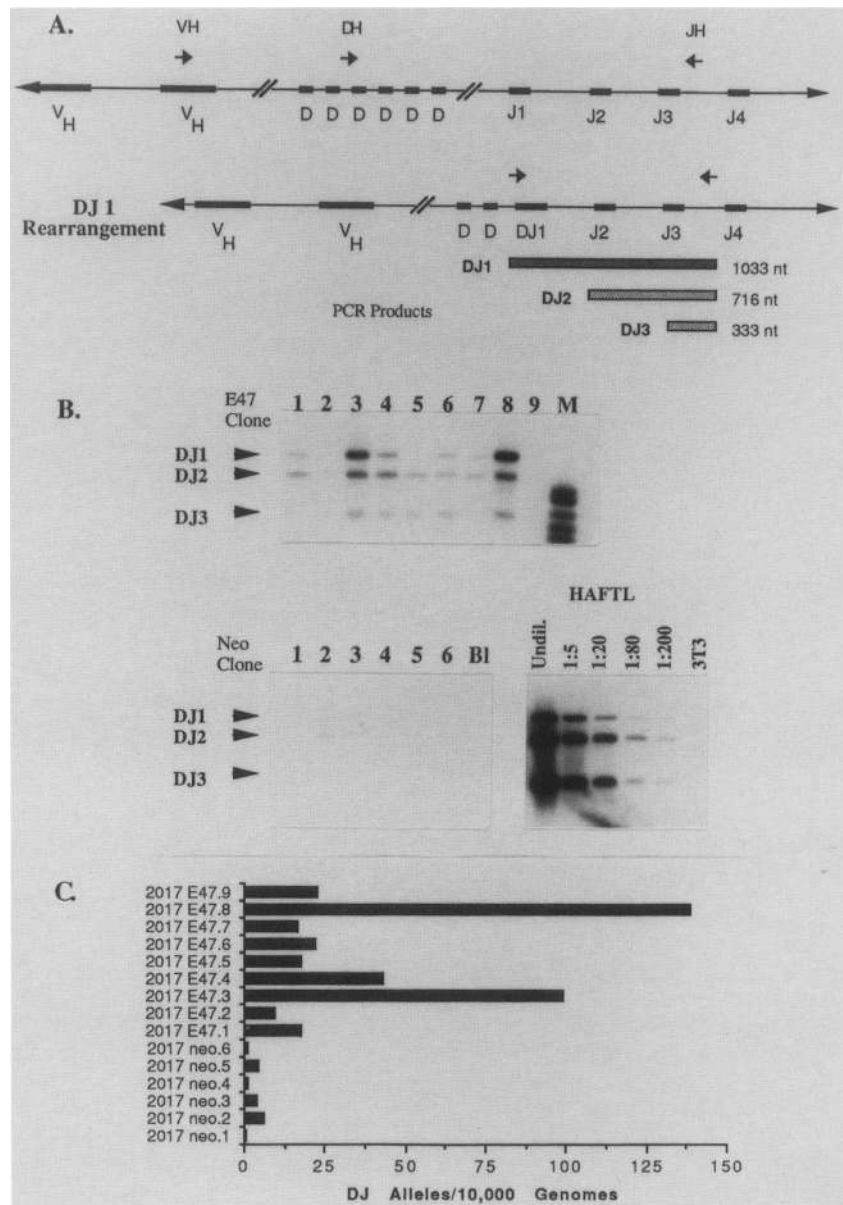 A.
VH DH JH
V H V H D D D D D D J1 J2 J3 J4
DJ 1
Rearrangement
V H V H D D DJ1 J2 J3 J4
DJ1 1033 nt
DJ2 716 nt
PCR Products
DJ3 333 nt
B.
E47
Clone
1 2 3 4 5 6 7 8 9 M
DJ1
DJ2
DJ3
HAFTL
Neo
Clone
1 2 3 4 5 6 Bl
Undil. 1:5 1:20 1:80 1:200 3T3
DJ1
DJ2
DJ3
C.
2017 E47.9
2017 E47.8
2017 E47.7
2017 E47.6
2017 E47.5
2017 E47.4
2017 E47.3
2017 E47.2
2017 E47.1
2017 neo.6
2017 neo.5
2017 neo.4
2017 neo.3
2017 neo.2
2017 neo.1
0 25 50 75 100 125 150
DJ Alleles/10,000 Genomes